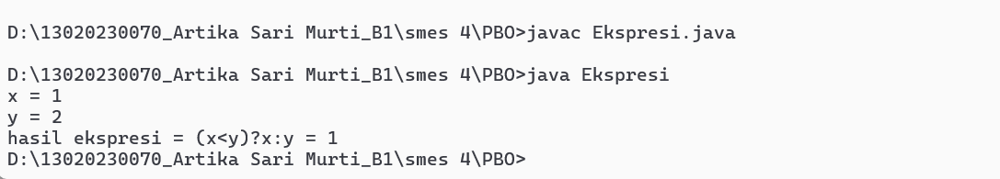 D:\13020230070_Artika Sari Murti_B1\smes 4\PBO>javac Ekspresi.java
D:\13020230070_Artika Sari Murti_B1\smes 4\PBO>java Ekspresi
x = 1
y = 2
hasil ekspresi = (x<y)?x:y = 1
D:\13020230070_Artika Sari Murti_B1\smes 4\PBO>